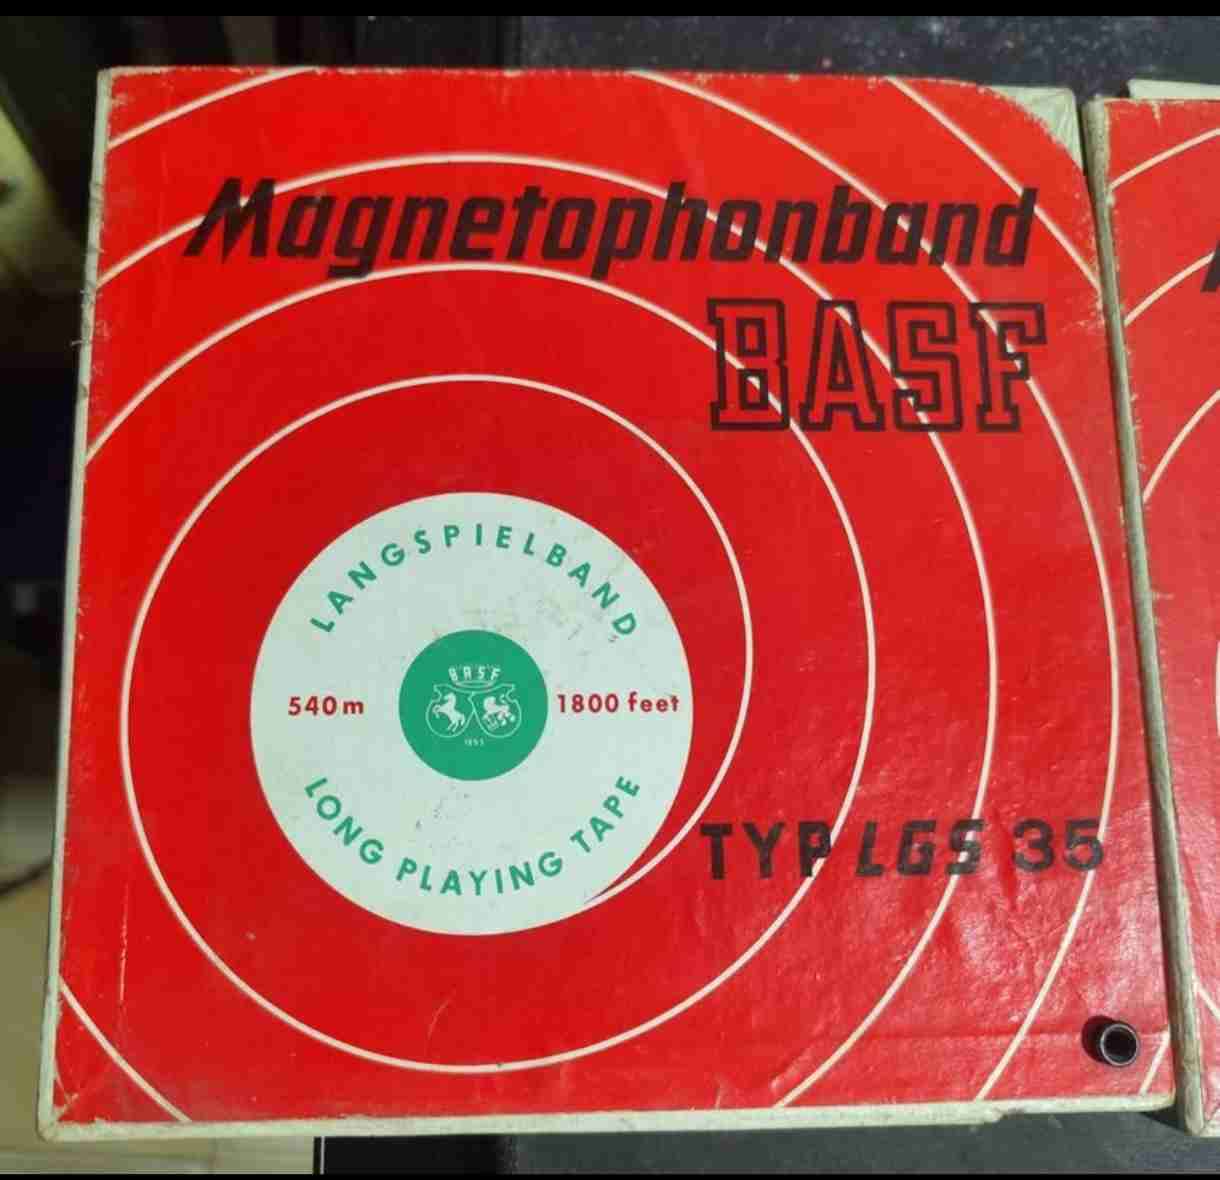 Magnetophonband
BASF
LANGSPIELBAND
BASF
540m
1800 feet
LONG PLAYING TAPE
TYP LGS 35